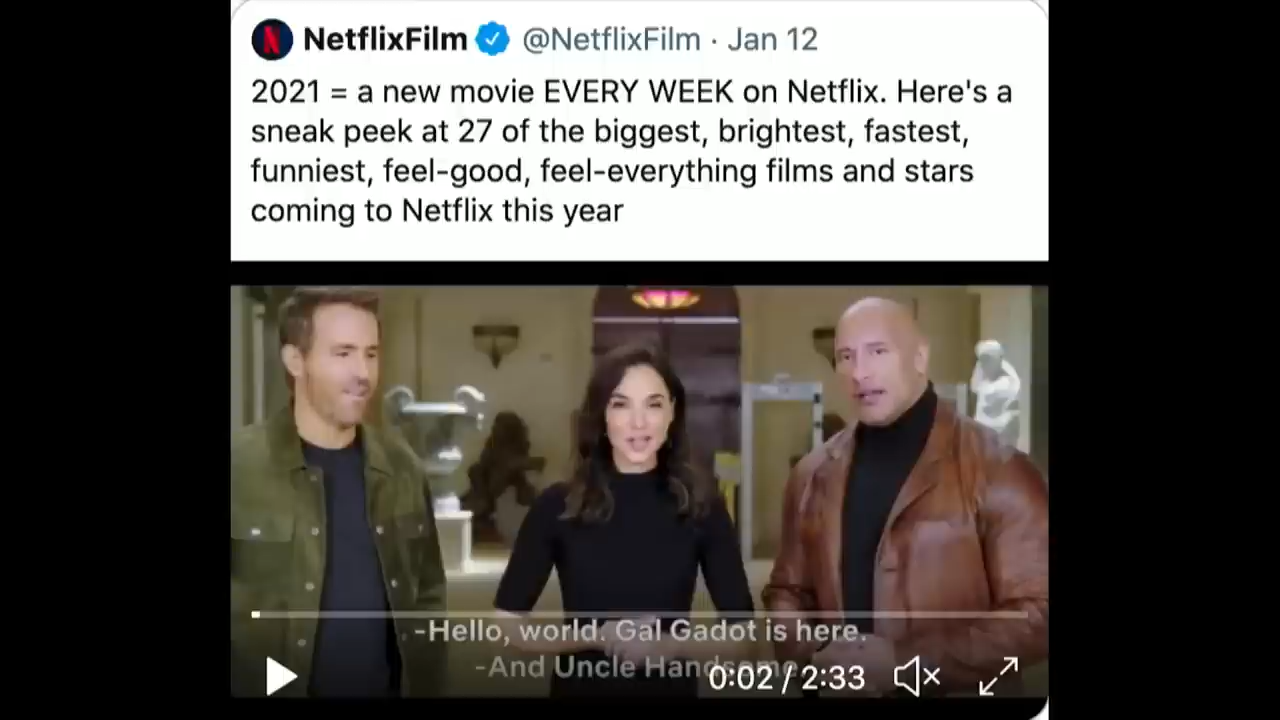 NetflixFilm @NetflixFilm · Jan 12
2021 = a new movie EVERY WEEK on Netflix. Here's a
sneak peek at 27 of the biggest, brightest, fastest,
funniest, feel-good, feel-everything films and stars
coming to Netflix this year
-Hello, world. Gal Gadot is here.
-And Uncle Handsome.
0:02 / 2:33